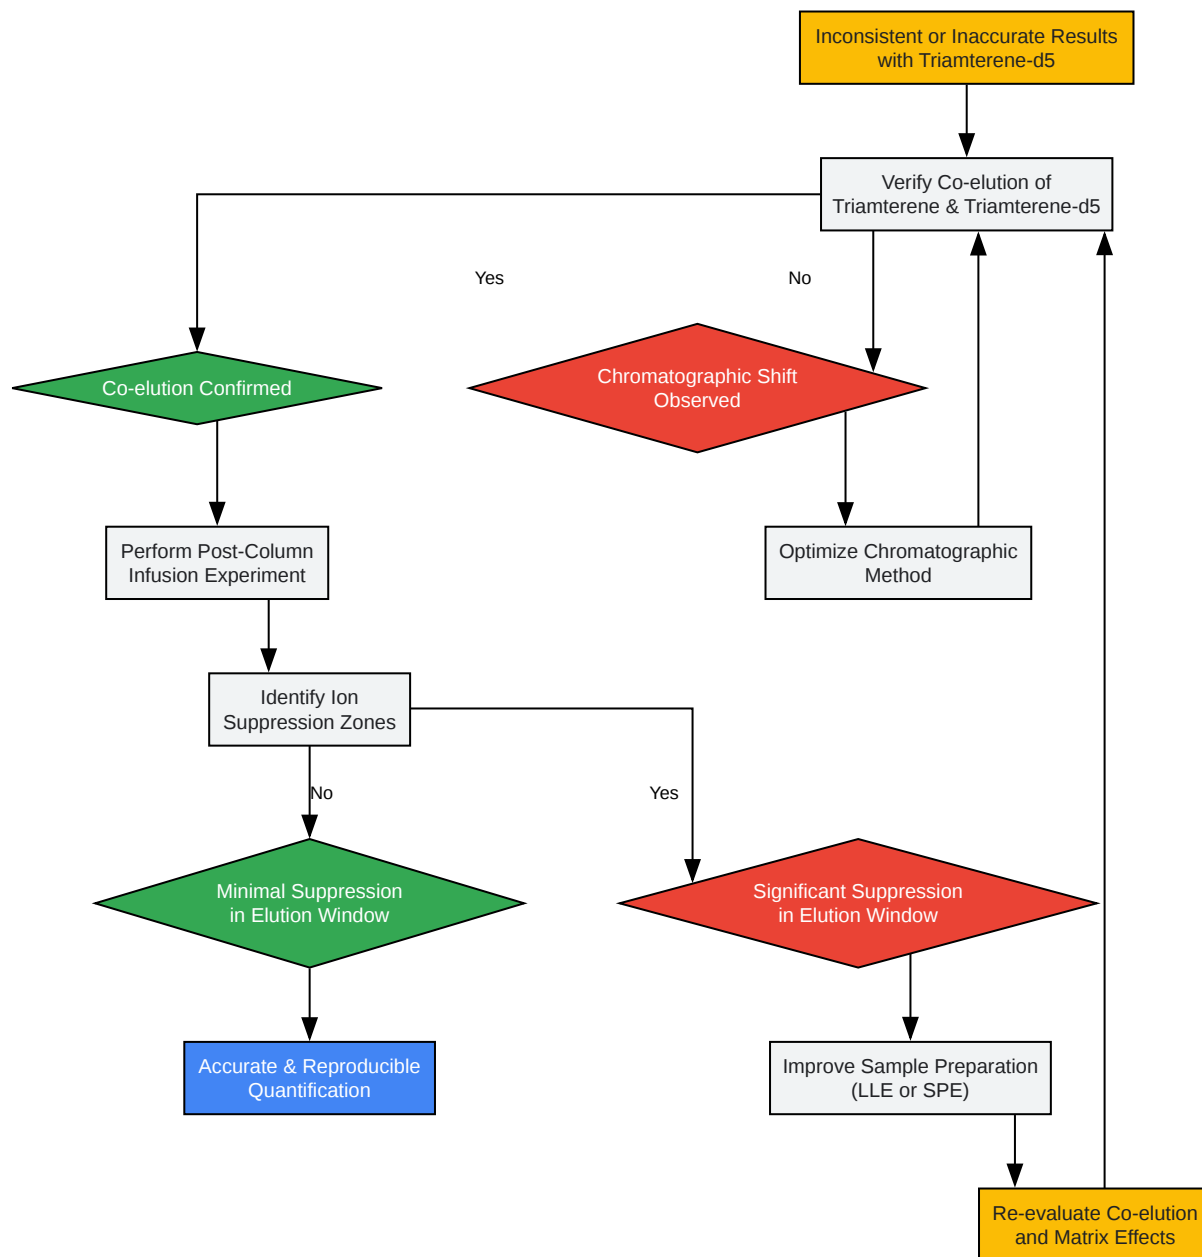 Inconsistent or Inaccurate Results
with Triamterene-d5
Verify Co-elution of
Triamterene & Triamterene-d5
Yes
No
Co-elution Confirmed
Chromatographic Shift
Observed
Perform Post-Column
Infusion Experiment
Optimize Chromatographic
Method
Identify Ion
Suppression Zones
No
Yes
Minimal Suppression
in Elution Window
Significant Suppression
in Elution Window
Accurate & Reproducible
Quantification
Improve Sample Preparation
(LLE or SPE)
Re-evaluate Co-elution
and Matrix Effects